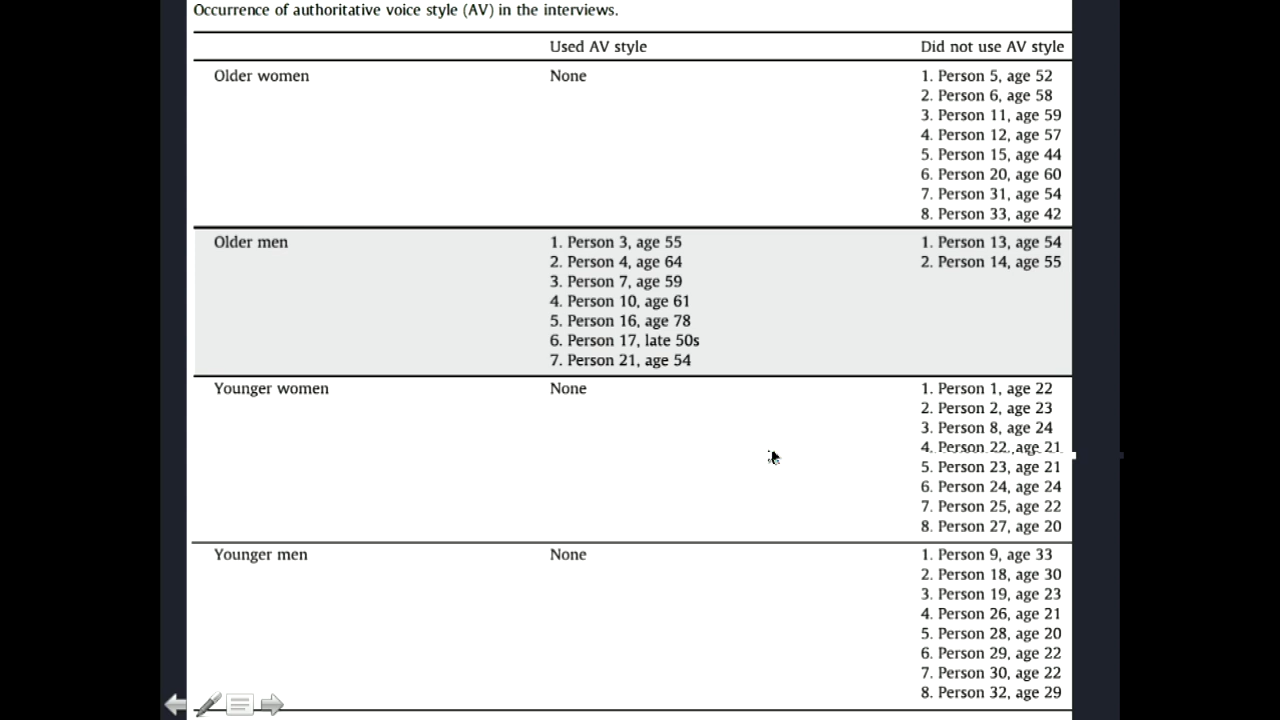 Occurrence of authoritative voice style (AV) in the interviews.
Used AV style Did not use AV style
Older women None 1. Person 5, age 52
2. Person 6, age 58
3. Person 11, age 59
4. Person 12, age 57
5. Person 15, age 44
6. Person 20, age 60
7. Person 31, age 54
8. Person 33, age 42
Older men 1. Person 3, age 55 1. Person 13, age 54
2. Person 4, age 64 2. Person 14, age 55
3. Person 7, age 59
4. Person 10, age 61
5. Person 16, age 78
6. Person 17, late 50s
7. Person 21, age 54
Younger women None 1. Person 1, age 22
2. Person 2, age 23
3. Person 8, age 24
4. Person 22, age 21
5. Person 23, age 21
6. Person 24, age 24
7. Person 25, age 22
8. Person 27, age 20
Younger men None 1. Person 9, age 33
2. Person 18, age 30
3. Person 19, age 23
4. Person 26, age 21
5. Person 28, age 20
6. Person 29, age 22
7. Person 30, age 22
8. Person 32, age 29